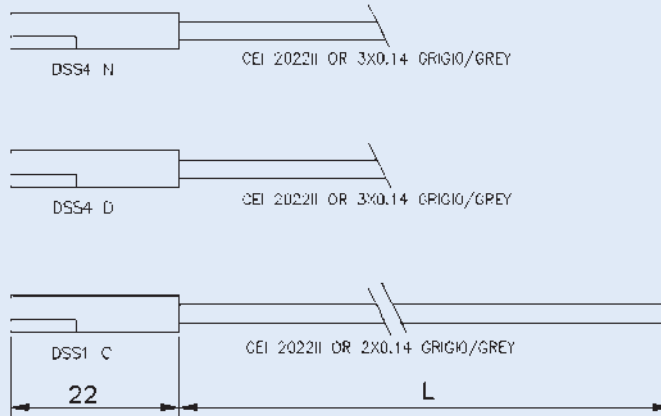 CEI 2022II OR 3X0.14 GRIGIO/GREY
DSS4 N
CEI 2022II OR 3X0.14 GRIGIO/GREY
DSS4 D
CEI 2022II OR 2X0.14 GRIGIO/GREY
DSS1 C
22
L